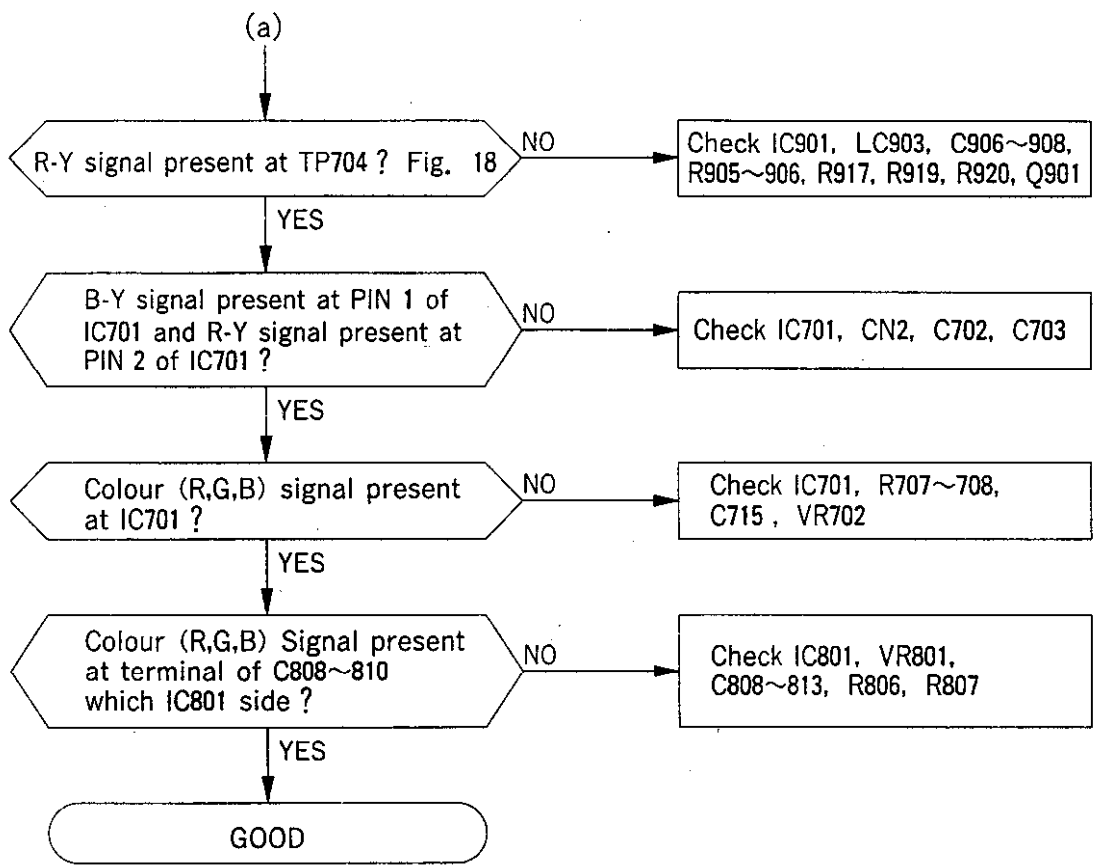 (a)
R-Y signal present at TP704 ? Fig. 18
NO
Check IC901, LC903, C906~908,
R905~906, R917, R919, R920, Q901
YES
B-Y signal present at PIN 1 of
IC701 and R-Y signal present at
PIN 2 of IC701 ?
NO
Check IC701, CN2, C702, C703
YES
Colour (R,G,B) signal present
at IC701 ?
NO
Check IC701, R707~708,
C715 , VR702
YES
Colour (R,G,B) Signal present
at terminal of C808~810
which IC801 side ?
NO
Check IC801, VR801,
C808~813, R806, R807
YES
GOOD